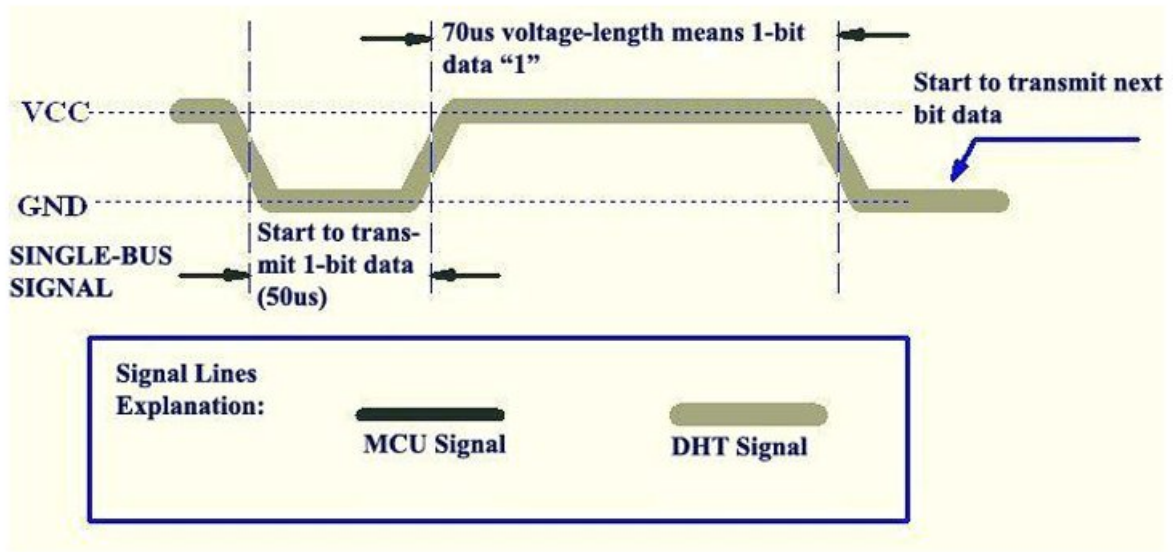 70us voltage-length means 1-bit
data “1”
Start to transmit next
bit data
VCC
GND
Start to trans-
mit 1-bit data
(50us)
SINGLE-BUS
SIGNAL
Signal Lines
Explanation:
MCU Signal
DHT Signal